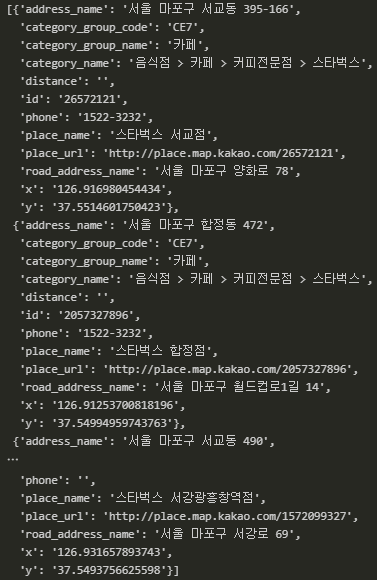 [{'address_name': '서울 마포구 서교동 395-166',
'category_group_code': 'CE7',
'category_group_name': '카페',
'category_name': '음식점 > 카페 > 커피전문점 > 스타벅스',
'distance': '',
'id': '26572121',
'phone': '1522-3232',
'place_name': '스타벅스 서교점',
'place_url': 'http://place.map.kakao.com/26572121',
'road_address_name': '서울 마포구 양화로 78',
'x': '126.916980454434',
'y': '37.5514601750423'},
{'address_name': '서울 마포구 합정동 472',
'category_group_code': 'CE7',
'category_group_name': '카페',
'category_name': '음식점 > 카페 > 커피전문점 > 스타벅스',
'distance': '',
'id': '2057327896',
'phone': '1522-3232',
'place_name': '스타벅스 합정점',
'place_url': 'http://place.map.kakao.com/2057327896',
'road_address_name': '서울 마포구 월드컵로1길 14',
'x': '126.91253700818196',
'y': '37.54994959743763'},
{'address_name': '서울 마포구 서교동 490',
...
'phone': '',
'place_name': '스타벅스 서강광흥창역점',
'place_url': 'http://place.map.kakao.com/1572099327',
'road_address_name': '서울 마포구 서강로 69',
'x': '126.931657893743',
'y': '37.5493756625598'}]